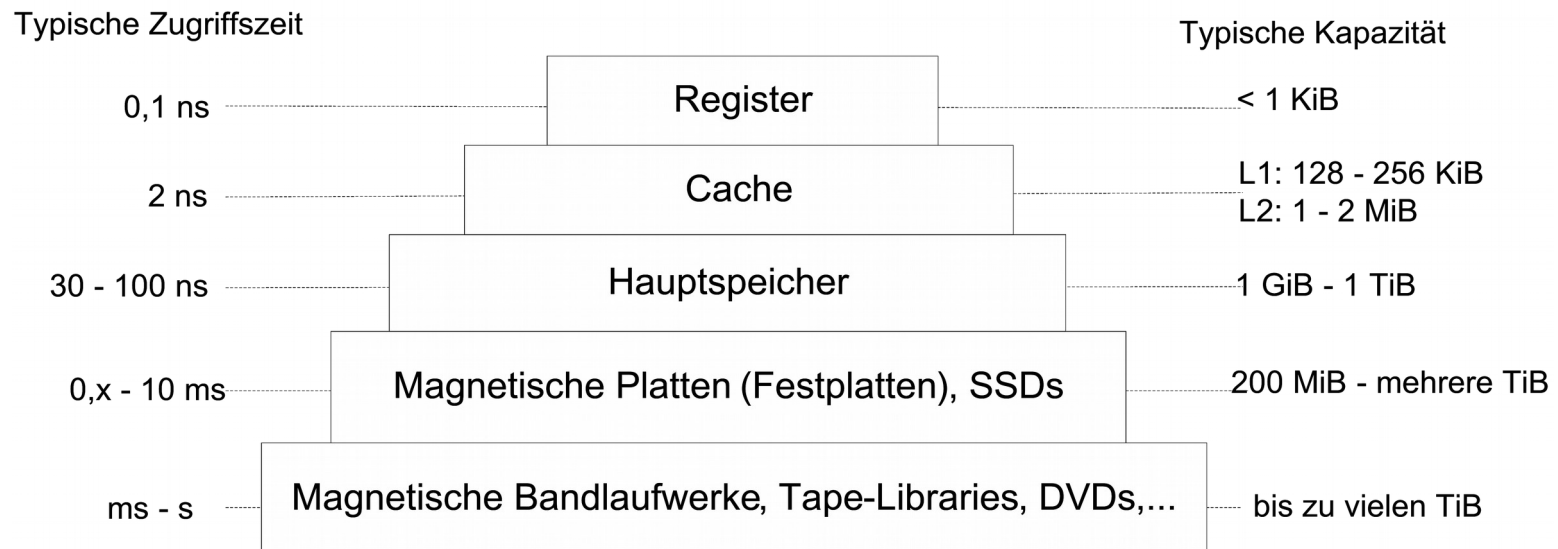 Typische Zugriffszeit
Typische Kapazität
0,1 ns
Register
< 1 KiB
2 ns
Cache
L1: 128 - 256 KiB
L2: 1 - 2 MiB
30 - 100 ns
Hauptspeicher
1 GiB - 1 TiB
0,x - 10 ms
Magnetische Platten (Festplatten), SSDs
200 MiB - mehrere TiB
ms - s
Magnetische Bandlaufwerke, Tape-Libraries, DVDs,...
bis zu vielen TiB